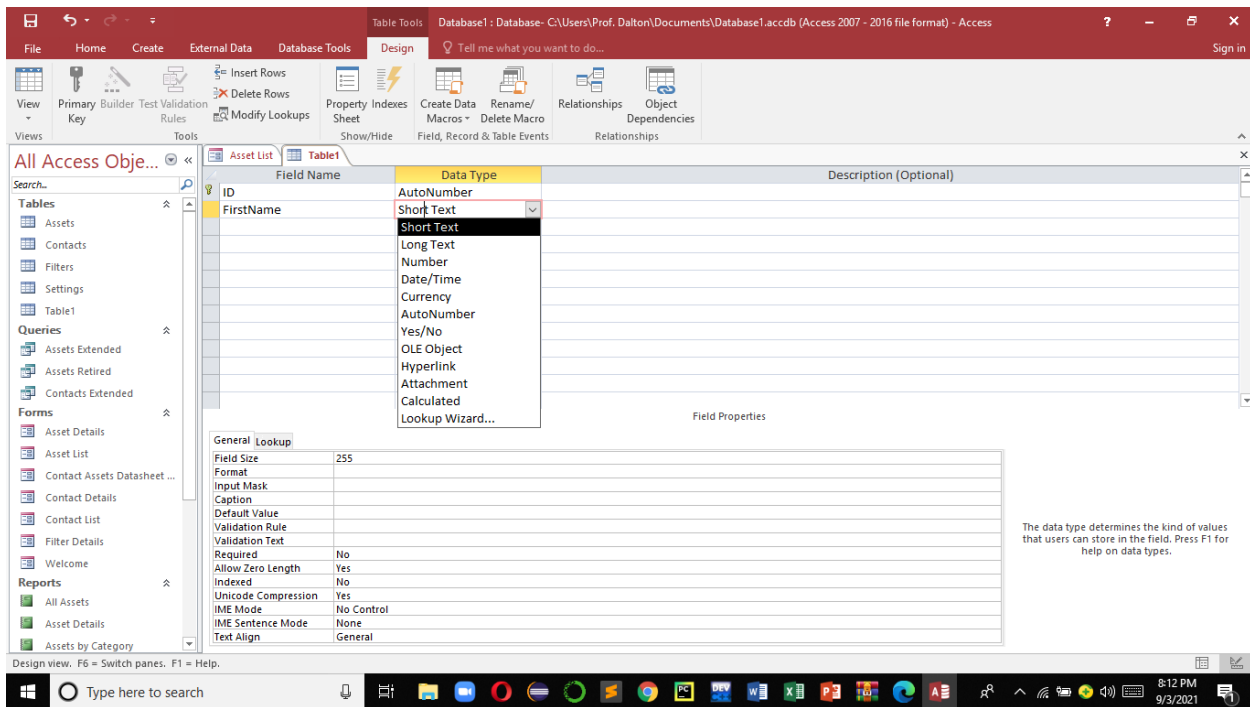 Table Tools Database1 : Database- C:\Users\Prof. Dalton\Documents\Database1.accdb (Access 2007 - 2016 file format) - Access ?
File Home Create External Data Database Tools Design Tell me what you want to do... Sign in
View
Views
Primary Key
Builder
Test Validation Rules
Insert Rows
Delete Rows
Modify Lookups
Tools
Property Sheet
Indexes
Show/Hide
Create Data Macros
Rename/ Delete Macro
Field, Record & Table Events
Relationships
Object Dependencies
Relationships
All Access Obje...
Search...
Tables
Assets
Contacts
Filters
Settings
Table1
Queries
Assets Extended
Assets Retired
Contacts Extended
Forms
Asset Details
Asset List
Contact Assets Datasheet ...
Contact Details
Contact List
Filter Details
Welcome
Reports
All Assets
Asset Details
Assets by Category
Asset List Table1
Field Name Data Type Description (Optional)
ID AutoNumber
FirstName Short Text
Short Text
Long Text
Number
Date/Time
Currency
AutoNumber
Yes/No
OLE Object
Hyperlink
Attachment
Calculated
Lookup Wizard...
Field Properties
General Lookup
Field Size 255
Format
Input Mask
Caption
Default Value
Validation Rule
Validation Text
Required No
Allow Zero Length Yes
Indexed No
Unicode Compression Yes
IME Mode No Control
IME Sentence Mode None
Text Align General
The data type determines the kind of values
that users can store in the field. Press F1 for
help on data types.
Design view. F6 = Switch panes. F1 = Help.
Type here to search
PC
DEV
8:12 PM
9/3/2021